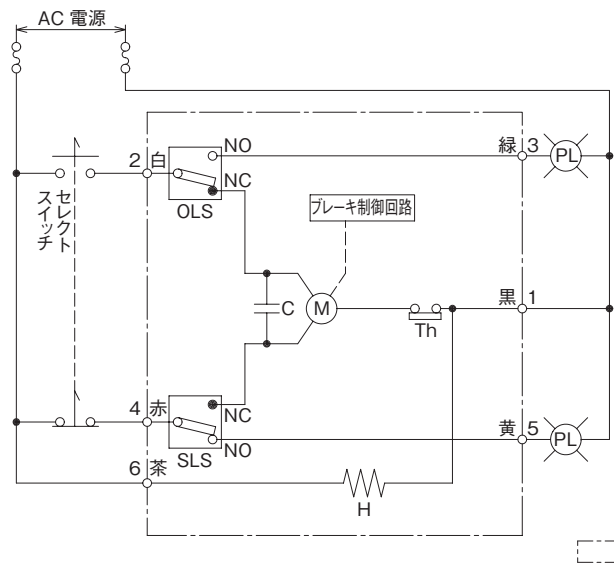 AC 電源
2 白
NO
NC
OLS
緑 3
PL
セレクト
スイッチ
ブレーキ制御回路
C
M
Th
黒 1
4 赤
NC
NO
SLS
黄 5
PL
6 茶
H